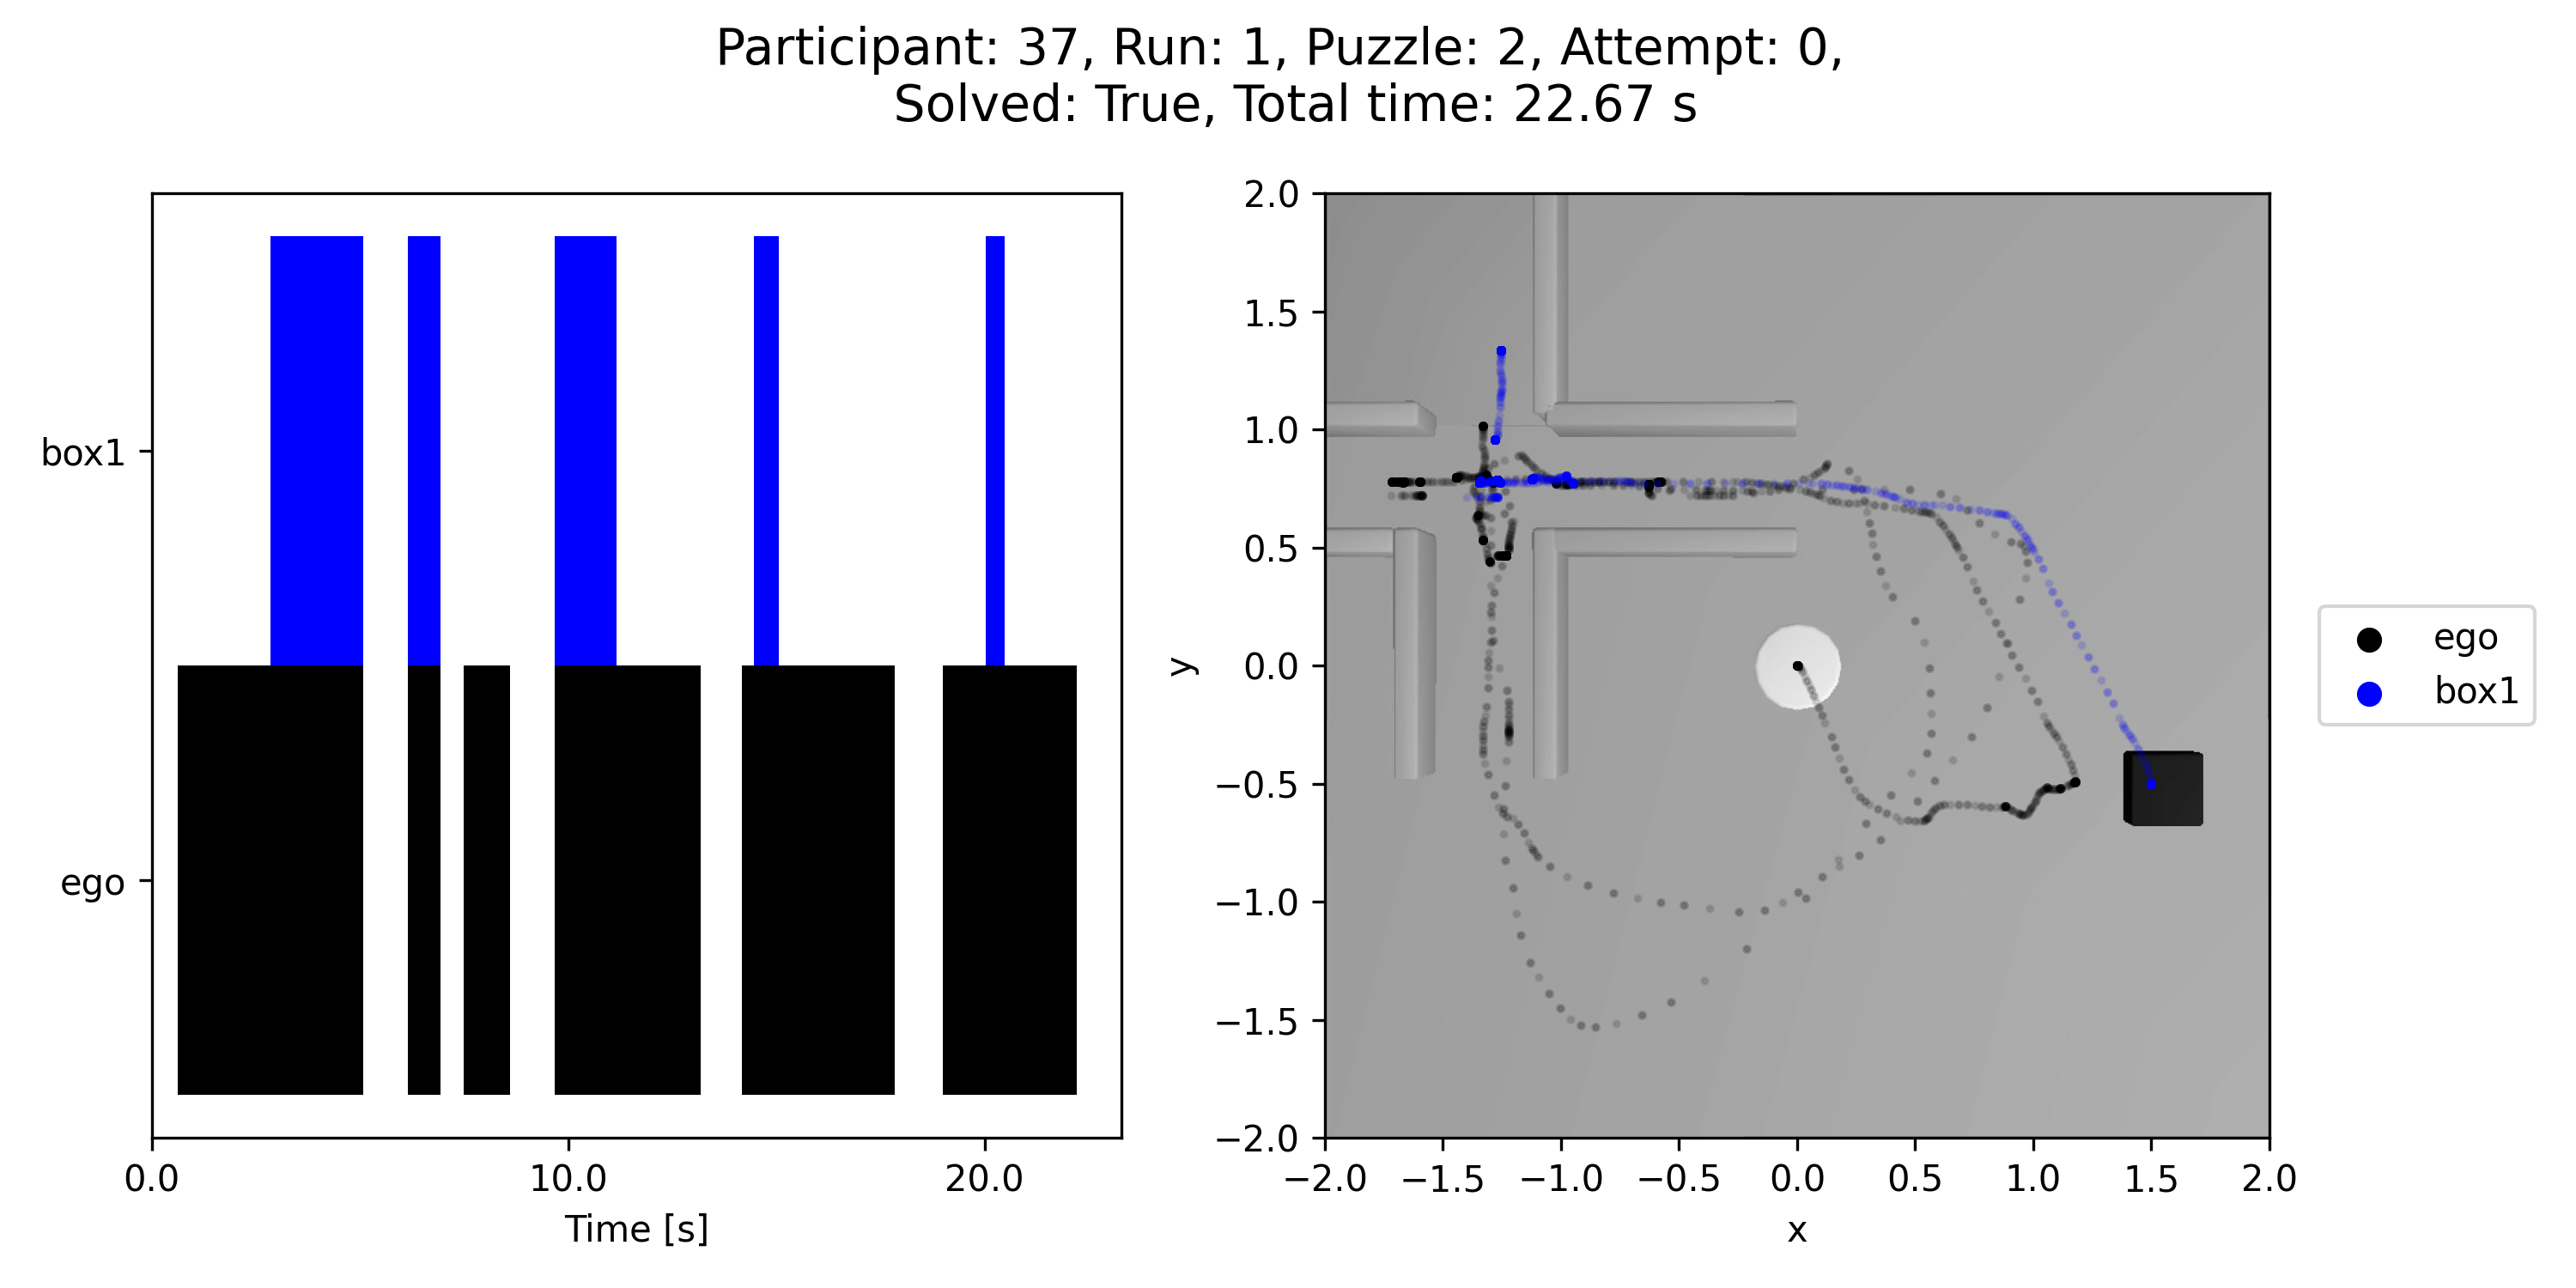 Participant: 37, Run: 1, Puzzle: 2, Attempt: 0,
Solved: True, Total time: 22.67 s
box1
ego
0.0 10.0 20.0
Time [s]
2.0
1.5
1.0
0.5
0.0
−0.5
−1.0
−1.5
−2.0
y
−2.0 −1.5 −1.0 −0.5 0.0 0.5 1.0 1.5 2.0
x
ego
box1